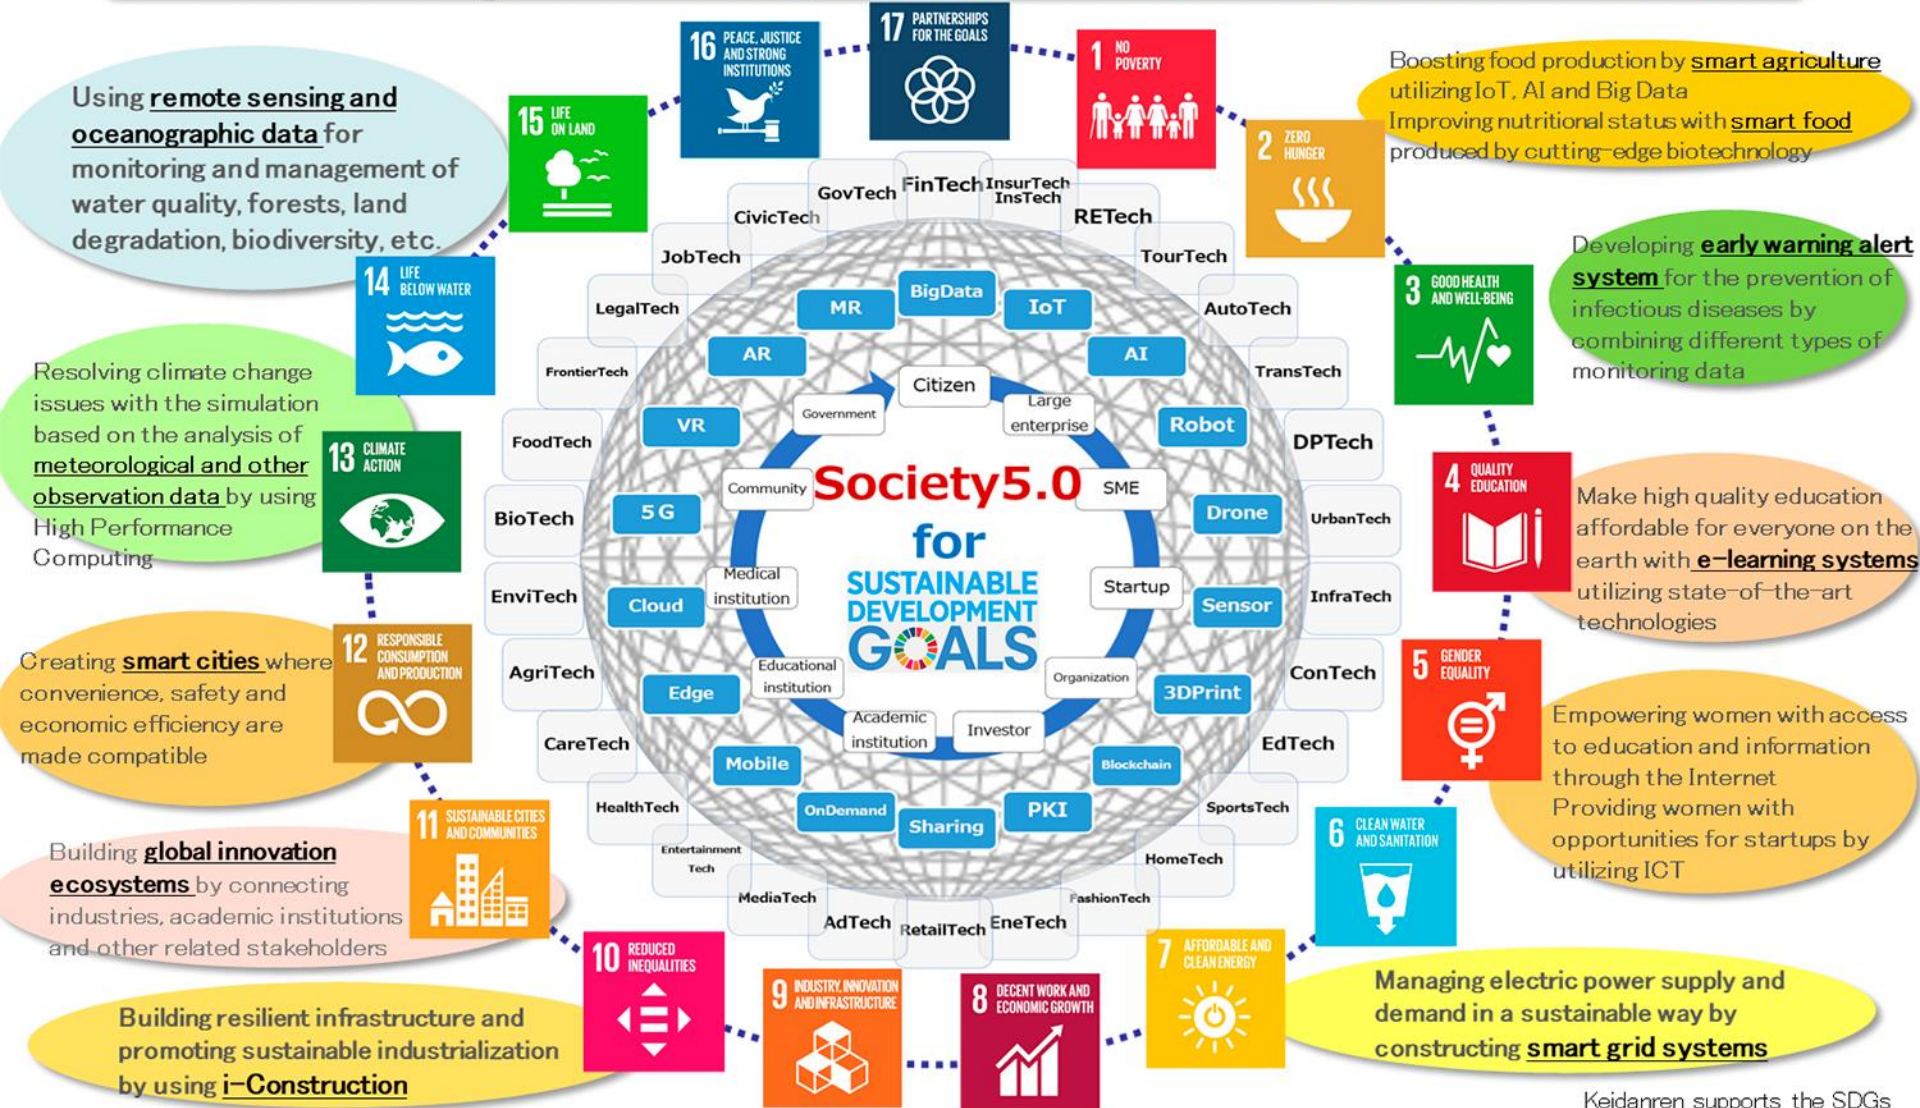 17 PARTNERSHIPS
FOR THE GOALS
16 PEACE, JUSTICE
AND STRONG
INSTITUTIONS
1 NO
POVERTY
15 LIFE
ON LAND
2 ZERO
HUNGER
Boosting food production by smart agriculture
utilizing IoT, AI and Big Data
Improving nutritional status with smart food
produced by cutting-edge biotechnology
Using remote sensing and
oceanographic data for
monitoring and management of
water quality, forests, land
degradation, biodiversity, etc.
14 LIFE
BELOW WATER
3 GOOD HEALTH
AND WELL-BEING
Developing early warning alert
system for the prevention of
infectious diseases by
combining different types of
monitoring data
Resolving climate change
issues with the simulation
based on the analysis of
meteorological and other
observation data by using
High Performance
Computing
13 CLIMATE
ACTION
4 QUALITY
EDUCATION
Make high quality education
affordable for everyone on the
earth with e-learning systems
utilizing state-of-the-art
technologies
Creating smart cities where
convenience, safety and
economic efficiency are
made compatible
12 RESPONSIBLE
CONSUMPTION
AND PRODUCTION
5 GENDER
EQUALITY
Empowering women with access
to education and information
through the Internet
Providing women with
opportunities for startups by
utilizing ICT
Building global innovation
ecosystems by connecting
industries, academic institutions
and other related stakeholders
11 SUSTAINABLE CITIES
AND COMMUNITIES
6 CLEAN WATER
AND SANITATION
Building resilient infrastructure and
promoting sustainable industrialization
by using i-Construction
10 REDUCED
INEQUALITIES
9 INDUSTRY, INNOVATION
AND INFRASTRUCTURE
8 DECENT WORK AND
ECONOMIC GROWTH
7 AFFORDABLE AND
CLEAN ENERGY
Managing electric power supply and
demand in a sustainable way by
constructing smart grid systems
FinTech
InsurTech
InsTech
RETech
TourTech
AutoTech
TransTech
DPTech
UrbanTech
InfraTech
ConTech
EdTech
SportsTech
HomeTech
FashionTech
EneTech
RetailTech
AdTech
MediaTech
Entertainment
Tech
HealthTech
CareTech
AgriTech
EnviTech
BioTech
FoodTech
FrontierTech
LegalTech
JobTech
CivicTech
GovTech
BigData
IoT
AI
Robot
Drone
Sensor
3DPrint
Blockchain
PKI
Sharing
OnDemand
Mobile
Edge
Cloud
5G
VR
AR
MR
Citizen
Large
enterprise
SME
Startup
Organization
Investor
Academic
institution
Educational
institution
Medical
institution
Community
Government
Society5.0
for
SUSTAINABLE
DEVELOPMENT
GOALS
Keidanren supports the SDGs